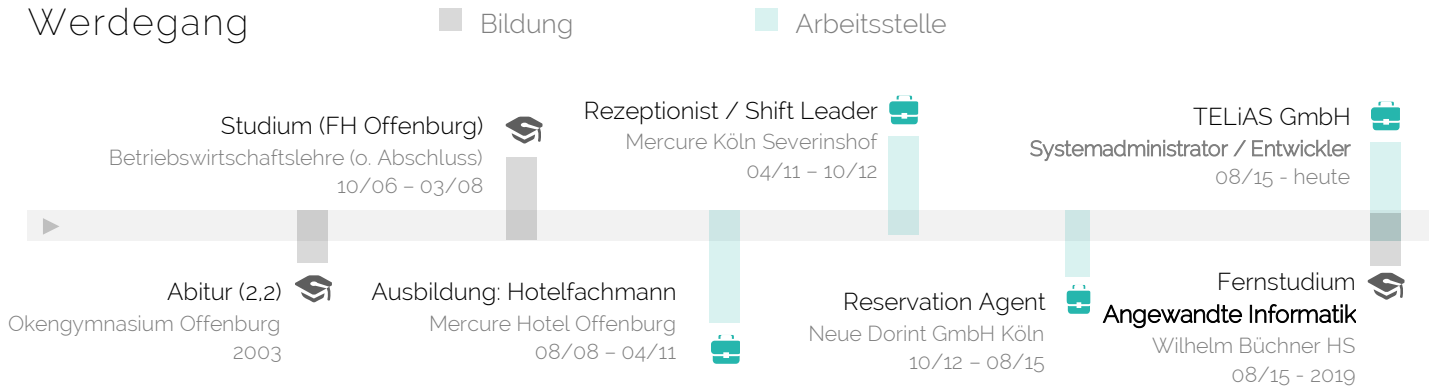 Werdegang
Bildung
Arbeitsstelle
Studium (FH Offenburg)
Betriebswirtschaftslehre (o. Abschluss)
10/06 – 03/08
Rezeptionist / Shift Leader
Mercure Köln Severinshof
04/11 – 10/12
TELiAS GmbH
Systemadministrator / Entwickler
08/15 - heute
Abitur (2,2)
Okengymnasium Offenburg
2003
Ausbildung: Hotelfachmann
Mercure Hotel Offenburg
08/08 – 04/11
Reservation Agent
Neue Dorint GmbH Köln
10/12 – 08/15
Fernstudium
Angewandte Informatik
Wilhelm Büchner HS
08/15 - 2019